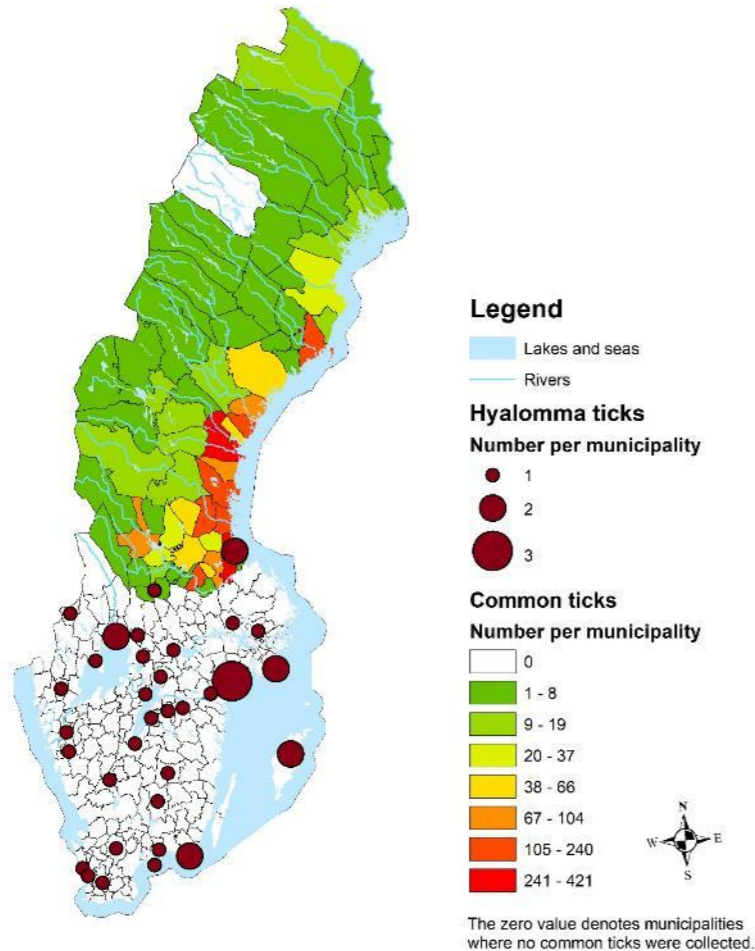 Legend
Lakes and seas
Rivers
Hyalomma ticks
Number per municipality
1
2
3
Common ticks
Number per municipality
0
1 - 8
9 - 19
20 - 37
38 - 66
67 - 104
105 - 240
241 - 421
N
W E
S
The zero value denotes municipalities
where no common ticks were collected